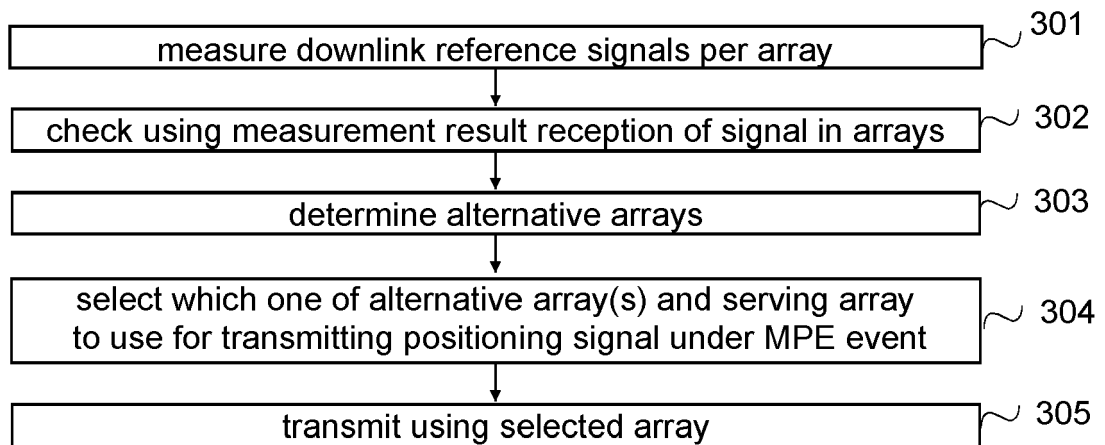 measure downlink reference signals per array 301
check using measurement result reception of signal in arrays 302
determine alternative arrays 303
select which one of alternative array(s) and serving array
to use for transmitting positioning signal under MPE event 304
transmit using selected array 305